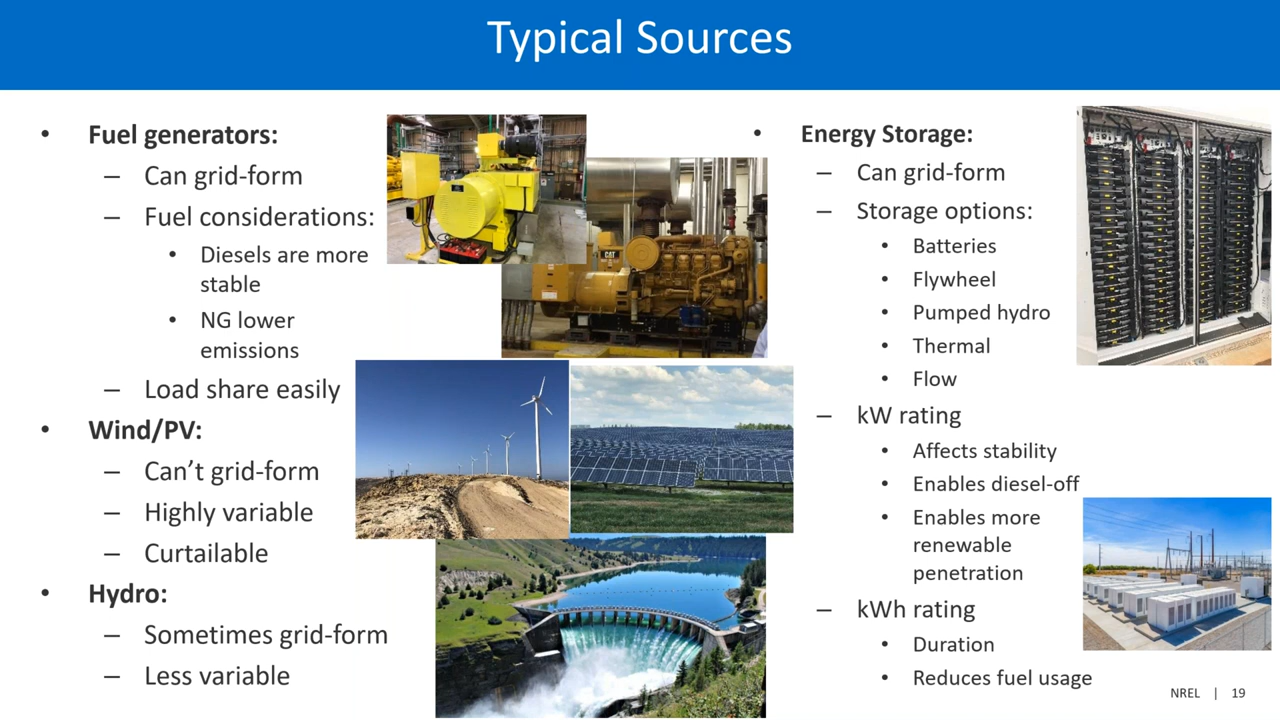 Typical Sources
• Fuel generators:
– Can grid-form
– Fuel considerations:
• Diesels are more
stable
• NG lower
emissions
– Load share easily
• Wind/PV:
– Can’t grid-form
– Highly variable
– Curtailable
• Hydro:
– Sometimes grid-form
– Less variable
CAT
• Energy Storage:
– Can grid-form
– Storage options:
• Batteries
• Flywheel
• Pumped hydro
• Thermal
• Flow
– kW rating
• Affects stability
• Enables diesel-off
• Enables more
renewable
penetration
– kWh rating
• Duration
• Reduces fuel usage
NREL | 19